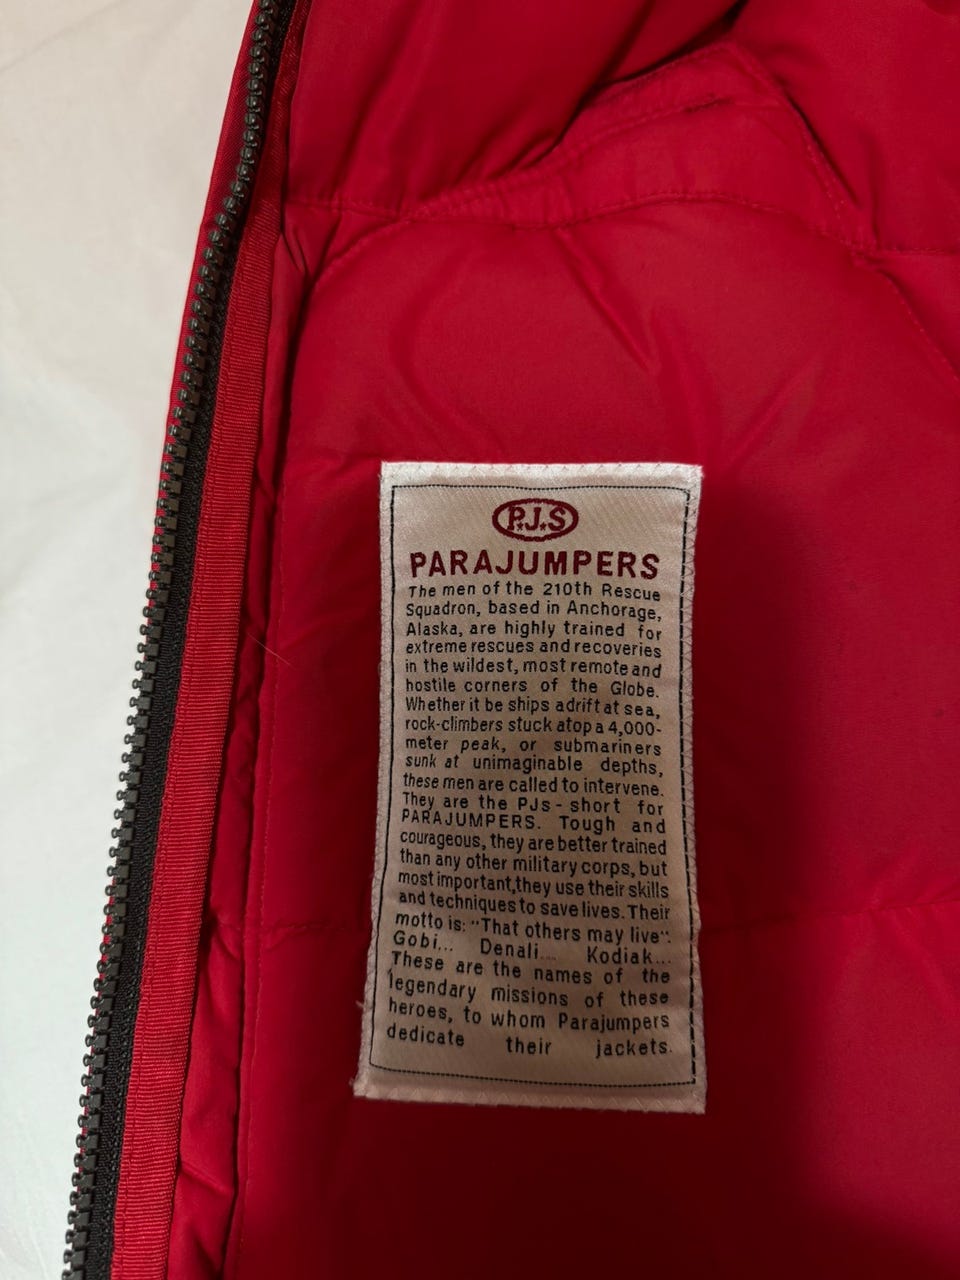 P.J.S
PARAJUMPERS
The men of the 210th Rescue
Squadron, based in Anchorage,
Alaska, are highly trained for
extreme rescues and recoveries
in the wildest, most remote and
hostile corners of the Globe.
Whether it be ships adrift at sea,
rock-climbers stuck atop a 4,000-
meter peak, or submariners
sunk at unimaginable depths,
these men are called to intervene.
They are the PJs - short for
PARAJUMPERS. Tough and
courageous, they are better trained
than any other military corps, but
most important,they use their skills
and techniques to save lives. Their
motto is: "That others may live".
Gobi... Denali... Kodiak...
These are the names of the
legendary missions of these
heroes, to whom Parajumpers
dedicate their jackets.